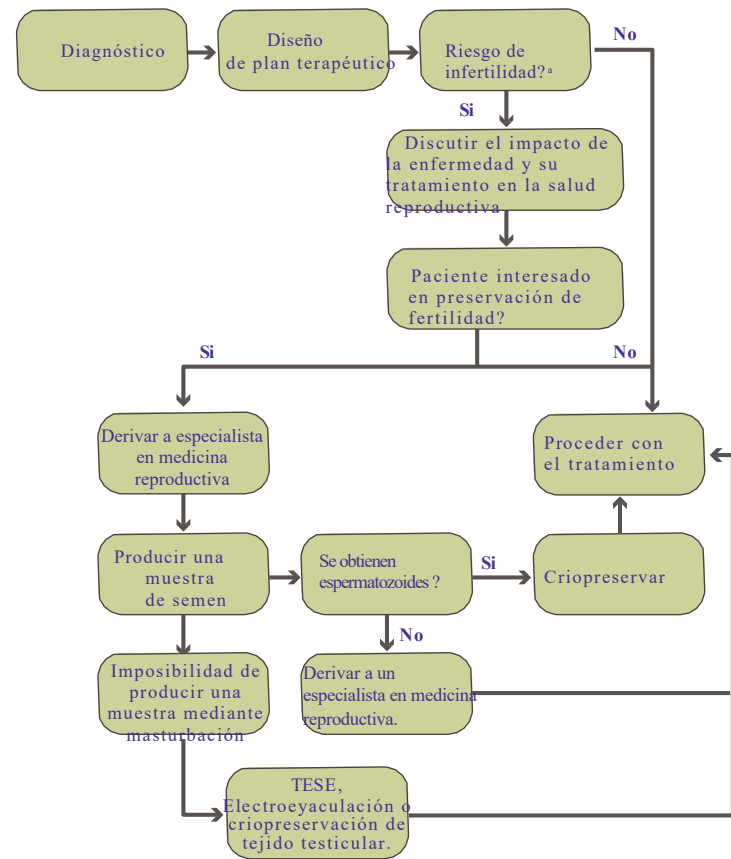 Diagnóstico
Diseño
de plan terapéutico
Riesgo de
infertilidad?ª
No
Si
Discutir el impacto de
la enfermedad y su
tratamiento en la salud
reproductiva
Paciente interesado
en preservación de
fertilidad?
Si
No
Derivar a especialista
en medicina
reproductiva
Proceder con
el tratamiento
Producir una
muestra
de semen
Se obtienen
espermatozoides ?
Si
Criopreservar
No
Imposibilidad de
producir una
muestra mediante
masturbación
Derivar a un
especialista en medicina
reproductiva.
TESE,
Electroeyaculación o
criopreservación de
tejido testicular.